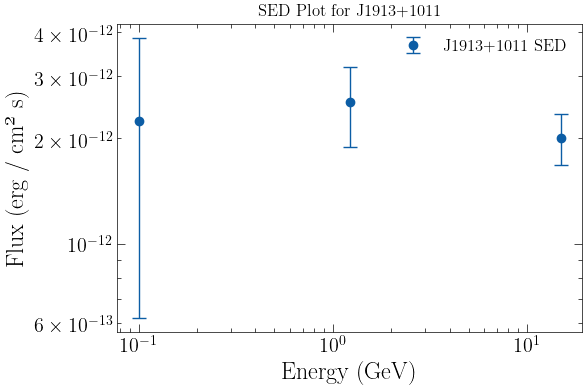 SED Plot for J1913+1011
J1913+1011 SED
4 × 10⁻¹²
3 × 10⁻¹²
2 × 10⁻¹²
10⁻¹²
6 × 10⁻¹³
Flux (erg / cm² s)
10⁻¹ 10⁰ 10¹
Energy (GeV)